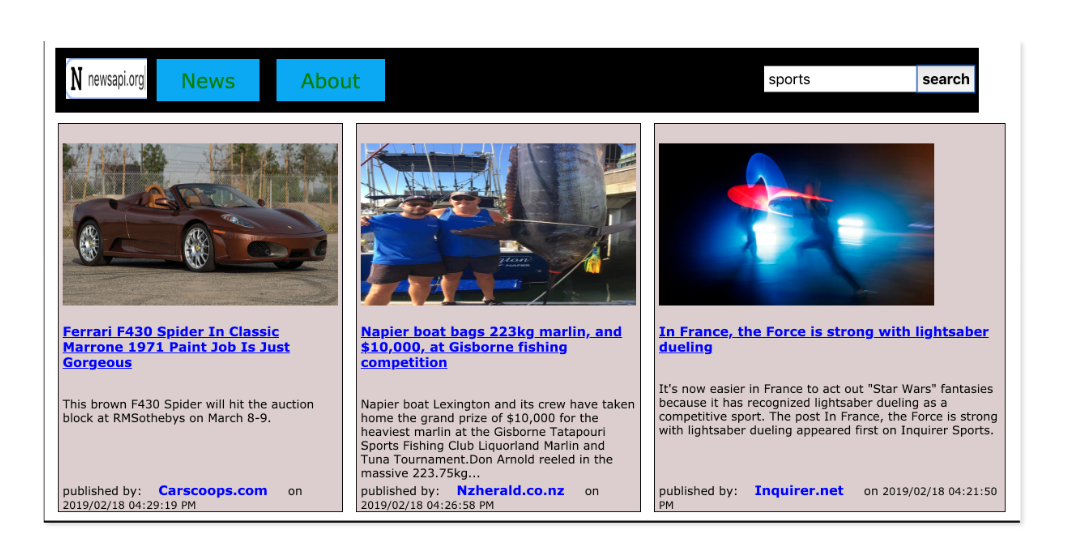 N newsapi.org
News
About
sports
search
Ferrari F430 Spider In Classic
Marrone 1971 Paint Job Is Just
Gorgeous
This brown F430 Spider will hit the auction
block at RMSothebys on March 8-9.
published by: Carscoops.com on
2019/02/18 04:29:19 PM
Napier boat bags 223kg marlin, and
$10,000, at Gisborne fishing
competition
Napier boat Lexington and its crew have taken
home the grand prize of $10,000 for the
heaviest marlin at the Gisborne Tatapouri
Sports Fishing Club Liquorland Marlin and
Tuna Tournament.Don Arnold reeled in the
massive 223.75kg...
published by: Nzherald.co.nz on
2019/02/18 04:26:58 PM
In France, the Force is strong with lightsaber
dueling
It's now easier in France to act out "Star Wars" fantasies
because it has recognized lightsaber dueling as a
competitive sport. The post In France, the Force is strong
with lightsaber dueling appeared first on Inquirer Sports.
published by: Inquirer.net on 2019/02/18 04:21:50
PM